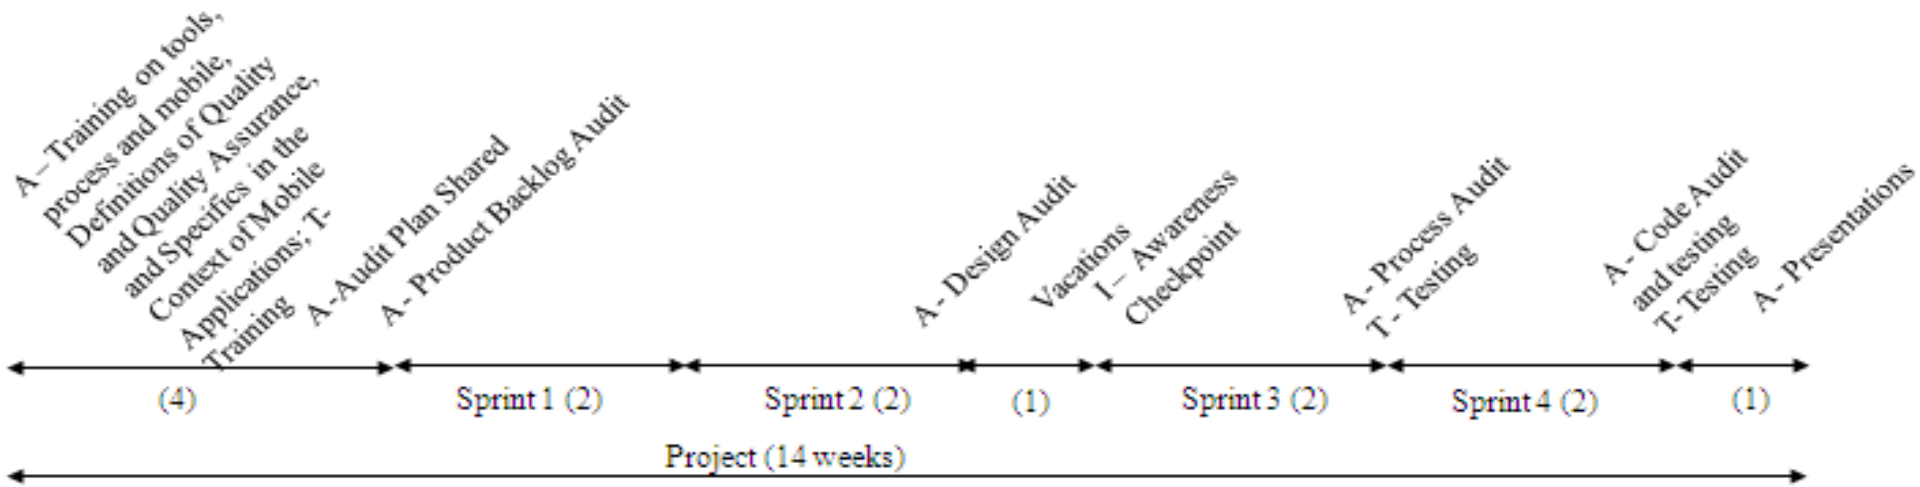 A – Training on tools,
process and mobile,
Definitions of Quality
and Quality Assurance,
and Specifics in the
Context of Mobile
Applications; T-
Training
A -Audit Plan Shared
A - Product Backlog Audit
A - Design Audit
Vacations
I – Awareness
Checkpoint
A - Process Audit
T - Testing
A - Code Audit
and testing
T- Testing
A - Presentations
(4)
Sprint 1 (2)
Sprint 2 (2)
(1)
Sprint 3 (2)
Sprint 4 (2)
(1)
Project (14 weeks)